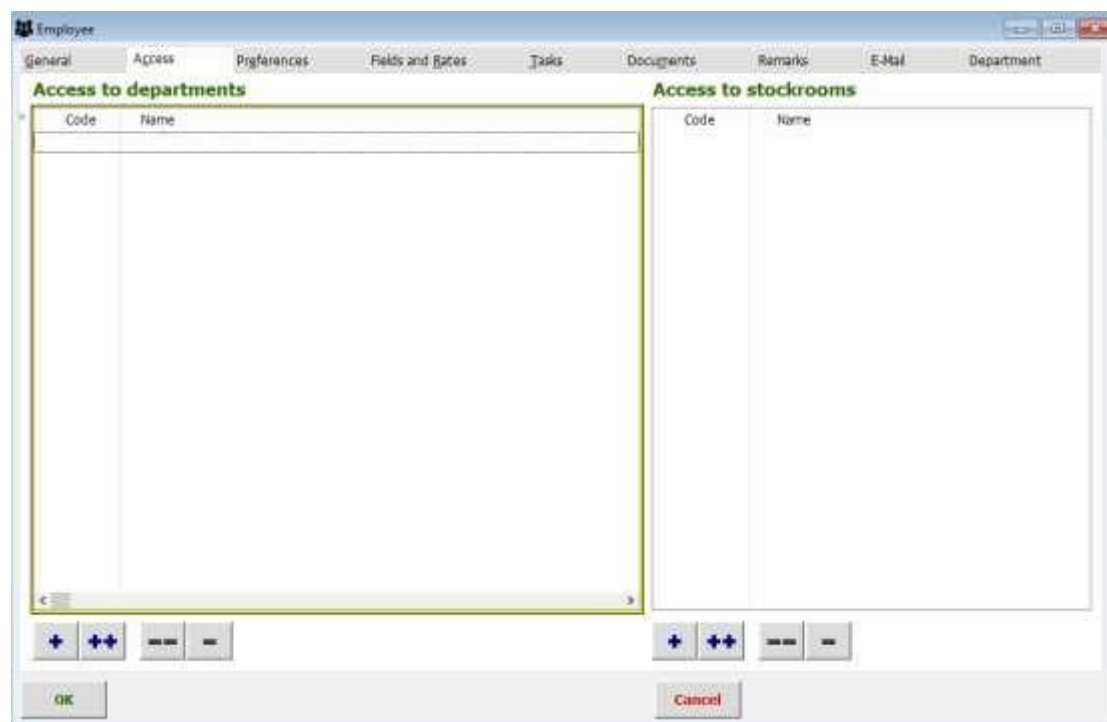 Employee
General Access Preferences Fields and Rates Tasks Documents Remarks E-Mail Department
Access to departments Access to stockrooms
Code Name Code Name
+ ++ -- - + ++ -- -
OK Cancel